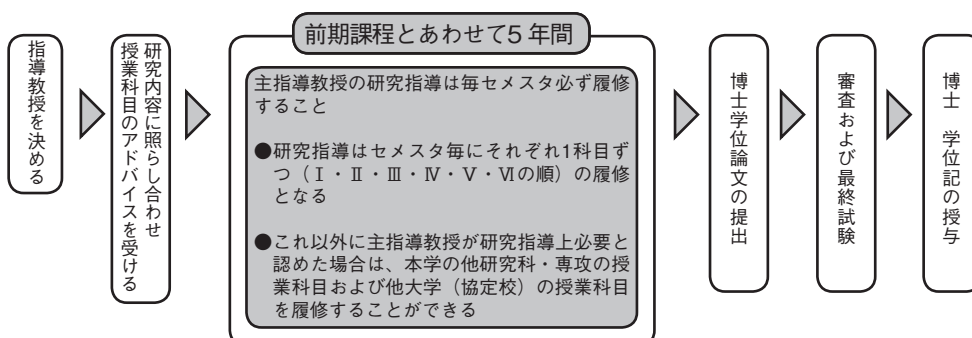 指導教授を決める
研究内容に照らし合わせ
授業科目のアドバイスを受ける
前期課程とあわせて5年間
主指導教授の研究指導は毎セメスタ必ず履修
すること
●研究指導はセメスタ毎にそれぞれ1科目ず
つ（Ⅰ・Ⅱ・Ⅲ・Ⅳ・Ⅴ・Ⅵの順）の履修
となる
●これ以外に主指導教授が研究指導上必要と
認めた場合は、本学の他研究科・専攻の授
業科目および他大学（協定校）の授業科目
を履修することができる
博士学位論文の提出
審査および最終試験
博士　学位記の授与